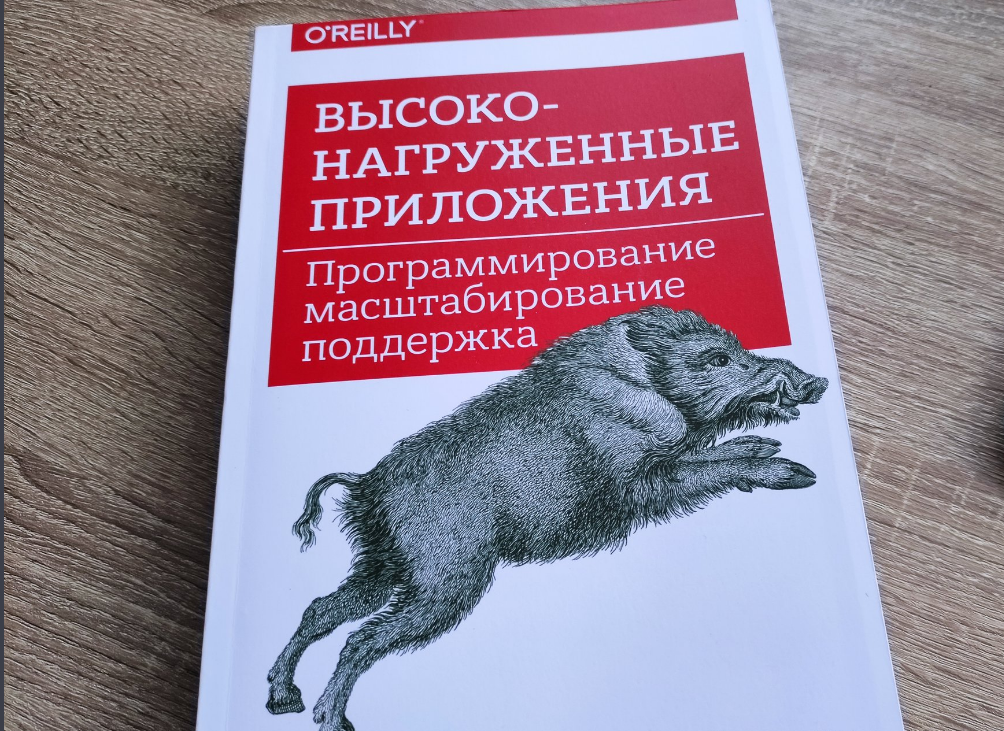 O'REILLY®
ВЫСОКО-
НАГРУЖЕННЫЕ
ПРИЛОЖЕНИЯ
Программирование
масштабирование
поддержка